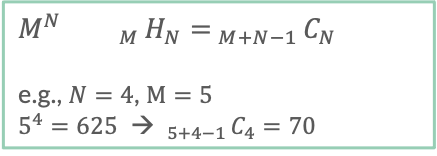 M^N   _M H_N = _{M+N−1} C_N
e.g., N = 4, M = 5
5^4 = 625 → _{5+4−1} C_4 = 70